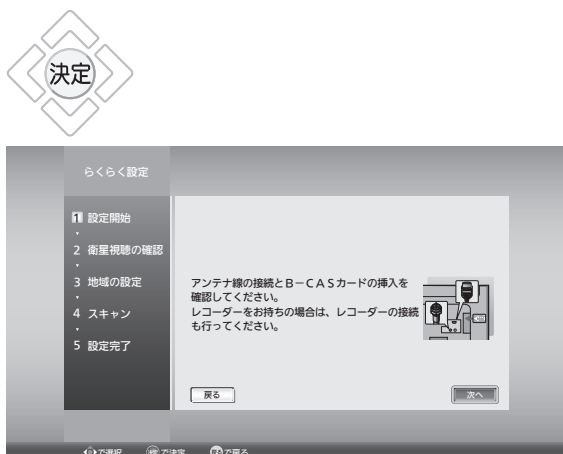 決定
らくらく設定
1 設定開始
2 衛星視聴の確認
3 地域の設定
4 スキャン
5 設定完了
アンテナ線の接続とB－CASカードの挿入を
確認してください。
レコーダーをお持ちの場合は、レコーダーの接続
も行ってください。
戻る
次へ
で選択 決定で決定 戻るで戻る